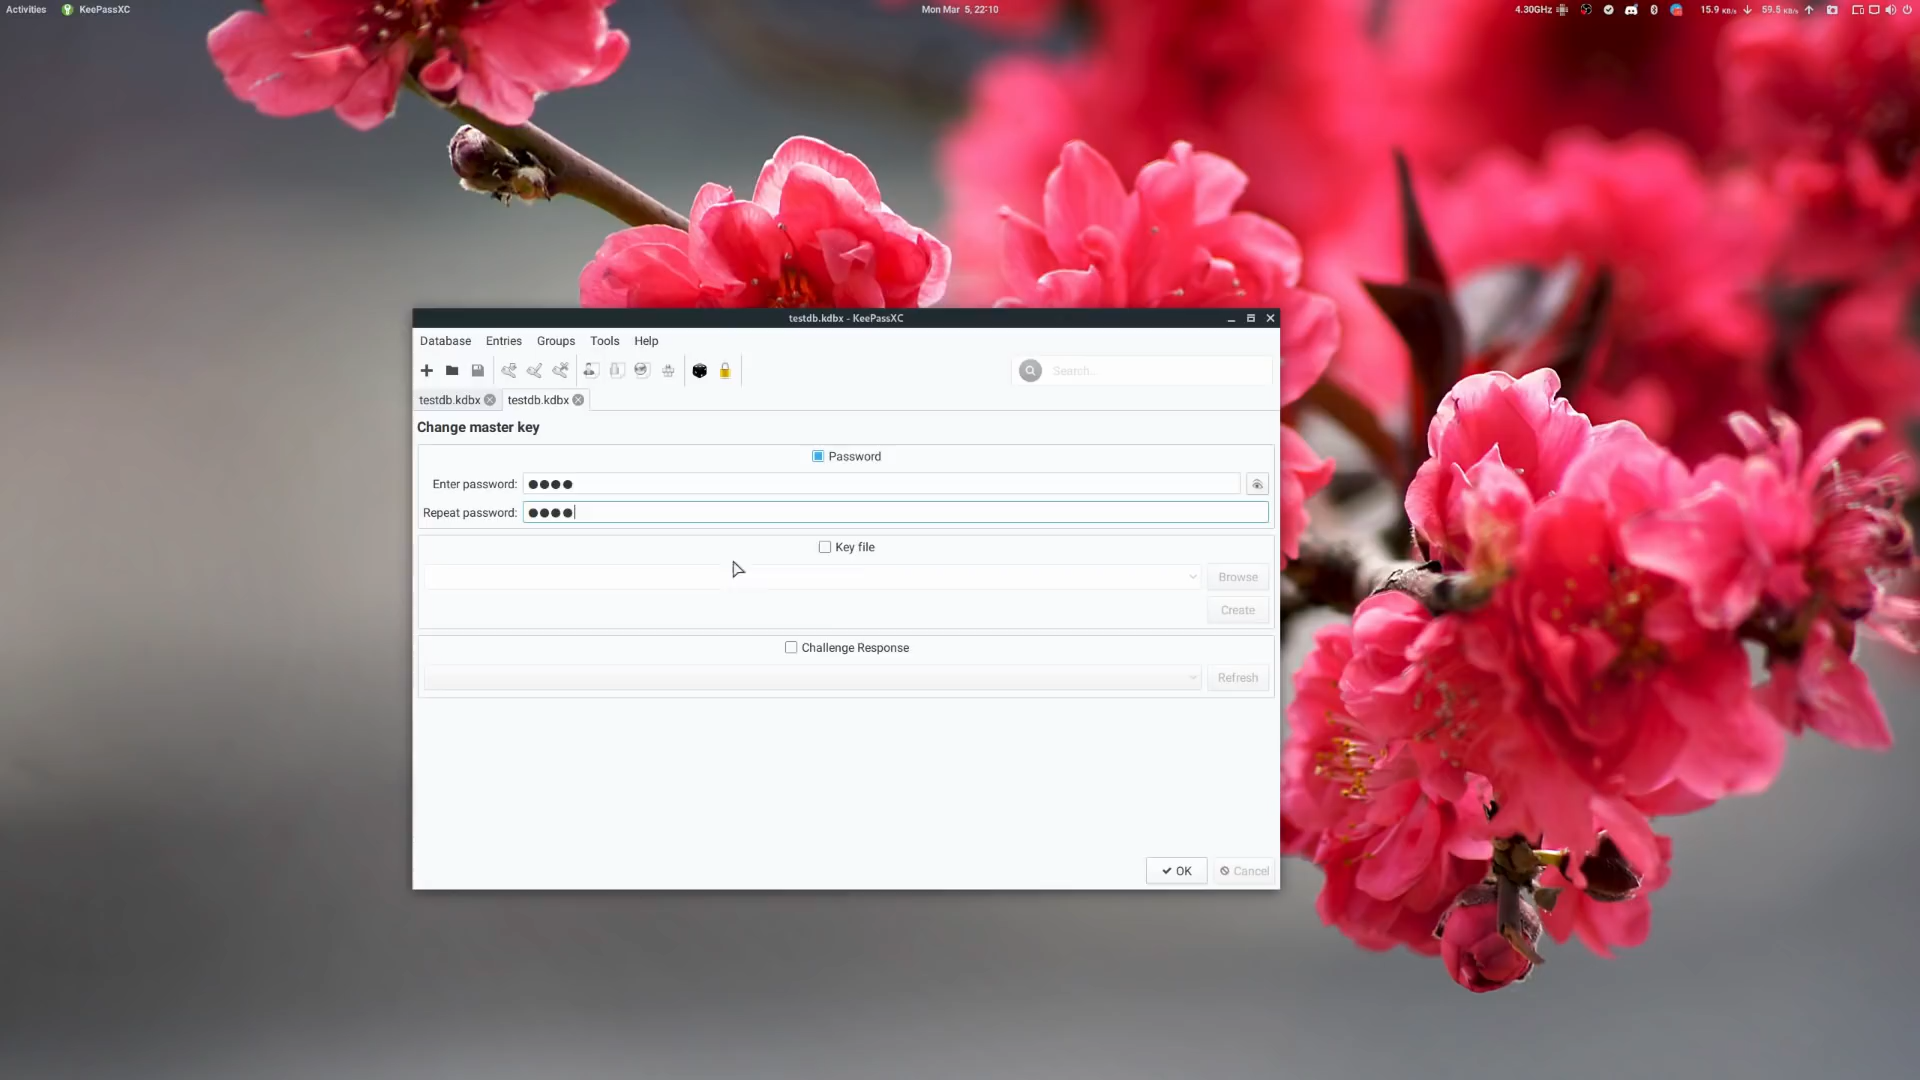 Activities KeePassXC Mon Mar 5, 22:10 4.30GHz 15.9 KB/s 59.5 KB/s
testdb.kdbx - KeePassXC
Database Entries Groups Tools Help
Search...
testdb.kdbx testdb.kdbx
Change master key
Password
Enter password:
Repeat password:
Key file
Browse
Create
Challenge Response
Refresh
OK Cancel